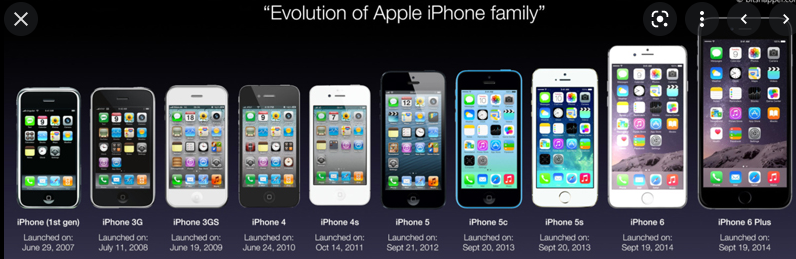 “Evolution of Apple iPhone family”
iPhone (1st gen)
Launched on:
June 29, 2007
iPhone 3G
Launched on:
July 11, 2008
iPhone 3GS
Launched on:
June 19, 2009
iPhone 4
Launched on:
June 24, 2010
iPhone 4s
Launched on:
Oct 14, 2011
iPhone 5
Launched on:
Sept 21, 2012
iPhone 5c
Launched on:
Sept 20, 2013
iPhone 5s
Launched on:
Sept 20, 2013
iPhone 6
Launched on:
Sept 19, 2014
iPhone 6 Plus
Launched on:
Sept 19, 2014